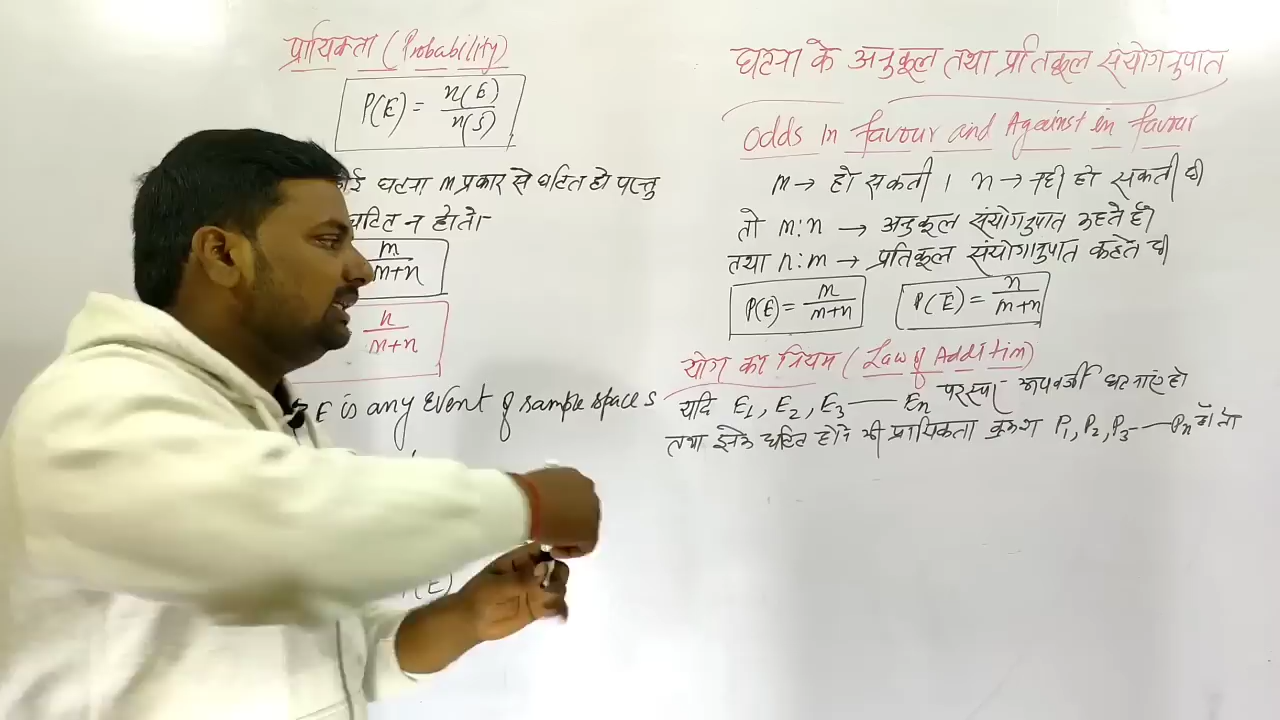 प्रायिकता (Probability)
P(E) = n(E)/n(S)
घटना m प्रकार से घटित हो परन्तु
घटित न हो तो।-
m/m+n
n/m+n
E is any Event of sample space S
(E)
घटना के अनुकूल तथा प्रतिकूल संयोगानुपात
Odds in favour and Against in favour
m → हो सकती । n → नही हो सकती है।
तो m:n → अनुकूल संयोगानुपात कहते है।
तथा n:m → प्रतिकूल संयोगानुपात कहते है।
P(E) = m/m+n P(Ē) = n/m+n
योग का नियम (Law of Addition)
यदि E₁, E₂, E₃ —— Eₙ परस्पर अपवर्जी घटनाएं हो
तथा इनके घटित होने की प्रायिकता क्रमशः P₁, P₂, P₃ —— Pₙ हो तो